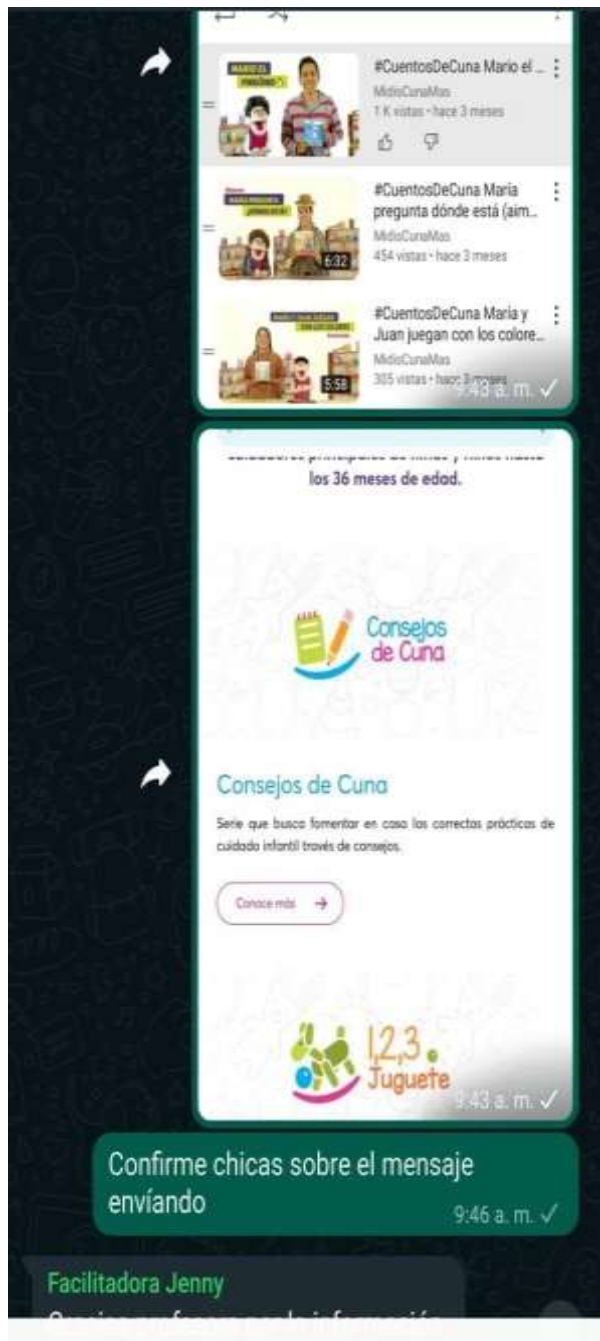 #CuentosDeCuna Mario el ...
MidisCunaMas
1 K vistas • hace 3 meses
#CuentosDeCuna Maria
pregunta dónde está (aim...
MidisCunaMas
454 vistas • hace 3 meses
6:32
#CuentosDeCuna Maria y
Juan juegan con los colore...
MidisCunaMas
305 vistas • hace 3 meses
5:58
9:43 a. m.
los 36 meses de edad.
Consejos
de Cuna
Consejos de Cuna
Serie que busca fomentar en casa las correctas prácticas de
cuidado infantil través de consejos.
Conoce más
1,2,3
Juguete
9:43 a. m.
Confirme chicas sobre el mensaje
envíando
9:46 a. m.
Facilitadora Jenny